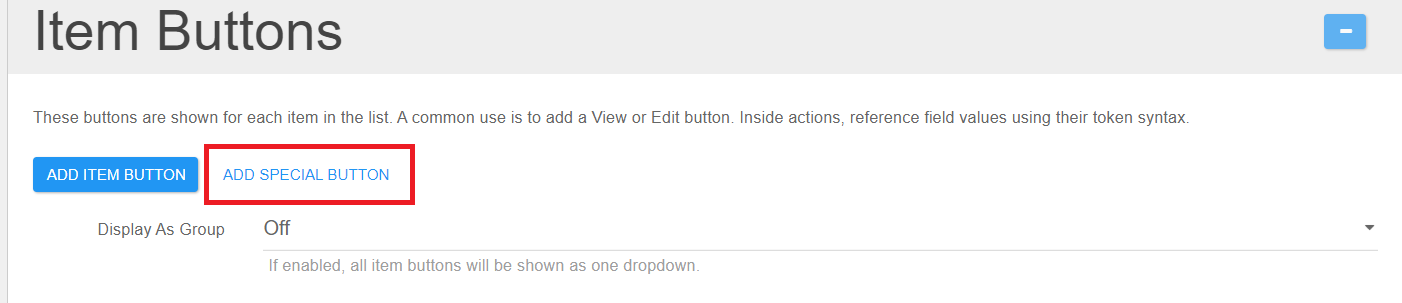 Item Buttons
These buttons are shown for each item in the list. A common use is to add a View or Edit button. Inside actions, reference field values using their token syntax.
ADD ITEM BUTTON ADD SPECIAL BUTTON
Display As Group Off
If enabled, all item buttons will be shown as one dropdown.